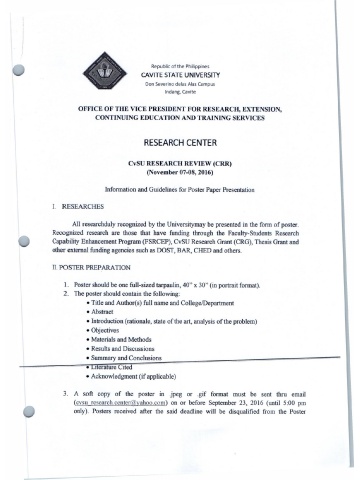 Republic of the Philippines
CAVITE STATE UNIVERSITY
Don Severino delas Alas Campus
Indang, Cavite
OFFICE OF THE VICE PRESIDENT FOR RESEARCH, EXTENSION,
CONTINUING EDUCATION AND TRAINING SERVICES
RESEARCH CENTER
CvSU RESEARCH REVIEW (CRR)
(November 07-08, 2016)
Information and Guidelines for Poster Paper Presentation
I. RESEARCHES
All researchduly recognized by the Universitymay be presented in the form of poster.
Recognized research are those that have funding through the Faculty-Students Research
Capability Enhancement Program (FSRCEP), CvSU Research Grant (CRG), Thesis Grant and
other external funding agencies such as DOST, BAR, CHED and others.
II. POSTER PREPARATION
1. Poster should be one full-sized tarpaulin, 40" x 30" (in portrait format).
2. The poster should contain the following:
• Title and Author(s) full name and College/Department
• Abstract
• Introduction (rationale, state of the art, analysis of the problem)
• Objectives
• Materials and Methods
• Results and Discussions
• Summary and Conclusions
• Literature Cited
• Acknowledgment (if applicable)
3. A soft copy of the poster in .jpeg or .gif format must be sent thru email
(cvsu_research.center@yahoo.com) on or before September 23, 2016 (until 5:00 pm
only). Posters received after the said deadline will be disqualified from the Poster